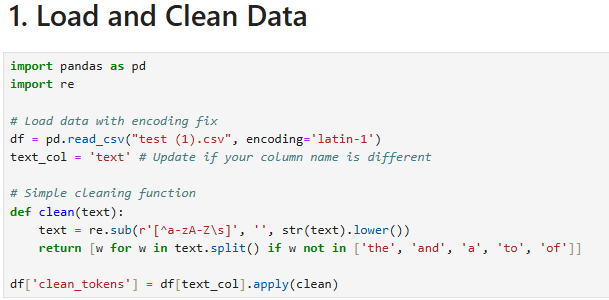 1. Load and Clean Data
import pandas as pd
import re
# Load data with encoding fix
df = pd.read_csv("test (1).csv", encoding='latin-1')
text_col = 'text' # Update if your column name is different
# Simple cleaning function
def clean(text):
    text = re.sub(r'[^a-zA-Z\s]', '', str(text).lower())
    return [w for w in text.split() if w not in ['the', 'and', 'a', 'to', 'of']]
df['clean_tokens'] = df[text_col].apply(clean)